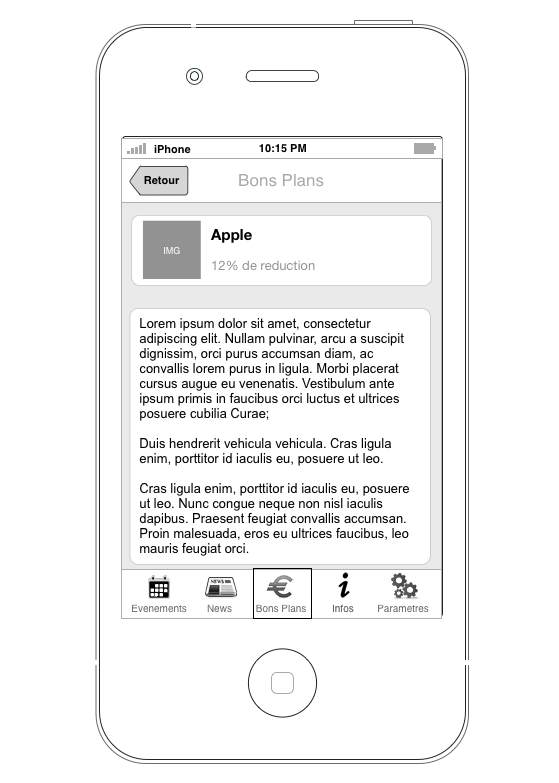 iPhone 10:15 PM
Retour Bons Plans
IMG
Apple
12% de reduction
Lorem ipsum dolor sit amet, consectetur
adipiscing elit. Nullam pulvinar, arcu a suscipit
dignissim, orci purus accumsan diam, ac
convallis lorem purus in ligula. Morbi placerat
cursus augue eu venenatis. Vestibulum ante
ipsum primis in faucibus orci luctus et ultrices
posuere cubilia Curae;
Duis hendrerit vehicula vehicula. Cras ligula
enim, porttitor id iaculis eu, posuere ut leo.
Cras ligula enim, porttitor id iaculis eu, posuere
ut leo. Nunc congue neque non nisl iaculis
dapibus. Praesent feugiat convallis accumsan.
Proin malesuada, eros eu ultrices faucibus, leo
mauris feugiat orci.
NEWS
€
i
Evenements News Bons Plans Infos Parametres